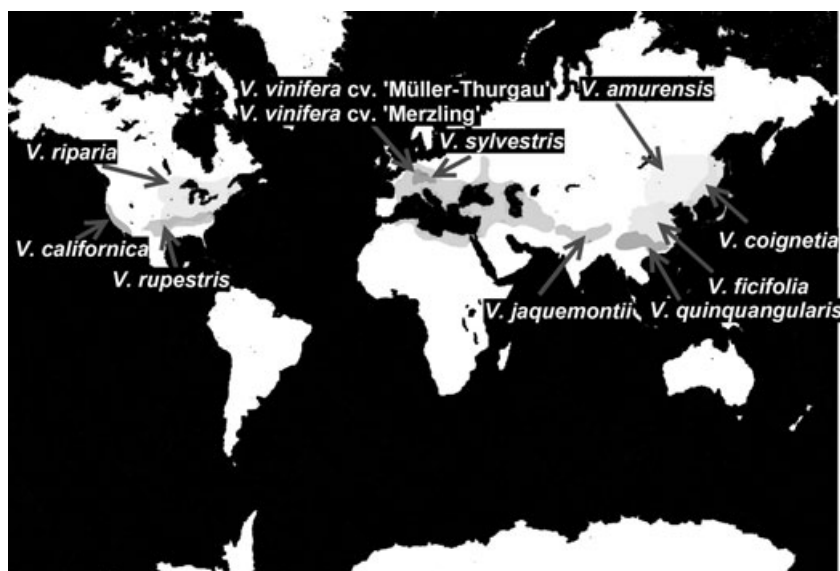 V. vinifera cv. 'Müller-Thurgau'
V. amurensis
V. vinifera cv. 'Merzling'
V. sylvestris
V. riparia
V. californica
V. coignetia
V. rupestris
V. ficifolia
V. jaquemontii
V. quinquangularis